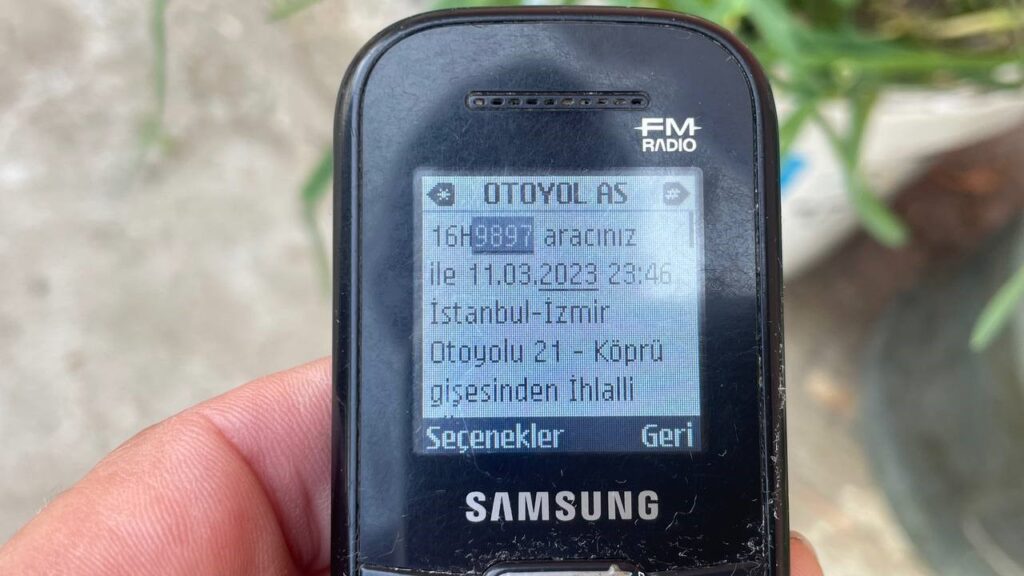 FM
RADIO
OTOYOL AS
16H9897 aracınız
ile 11.03.2023 23:46
İstanbul-İzmir
Otoyolu 21 - Köprü
gişesinden İhlalli
Seçenekler Geri
SAMSUNG